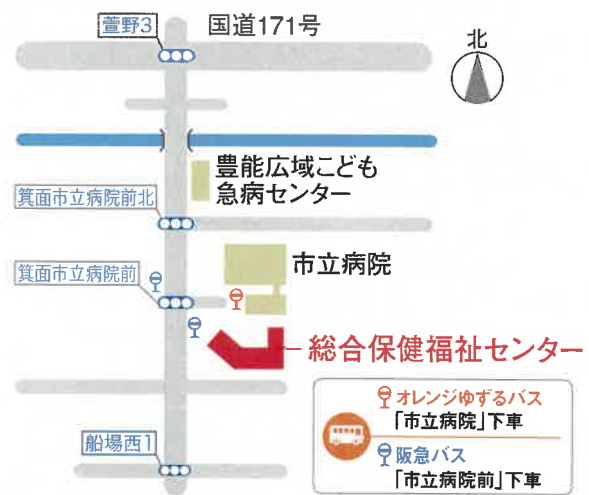 萱野3
国道171号
北
豊能広域こども
急病センター
箕面市立病院前北
市立病院
箕面市立病院前
総合保健福祉センター
船場西1
オレンジゆずるバス
「市立病院」下車
阪急バス
「市立病院前」下車